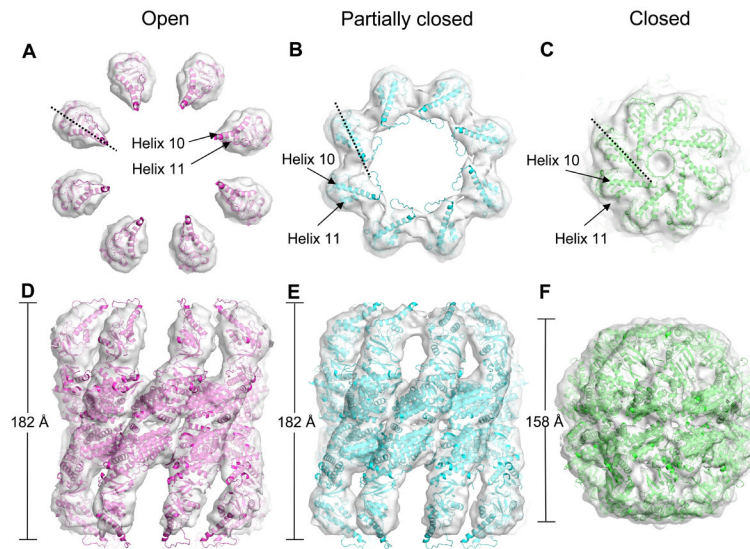 Open Partially closed Closed
A B C
Helix 10
Helix 11
Helix 10
Helix 11
Helix 10
Helix 11
D E F
182 Å 182 Å 158 Å